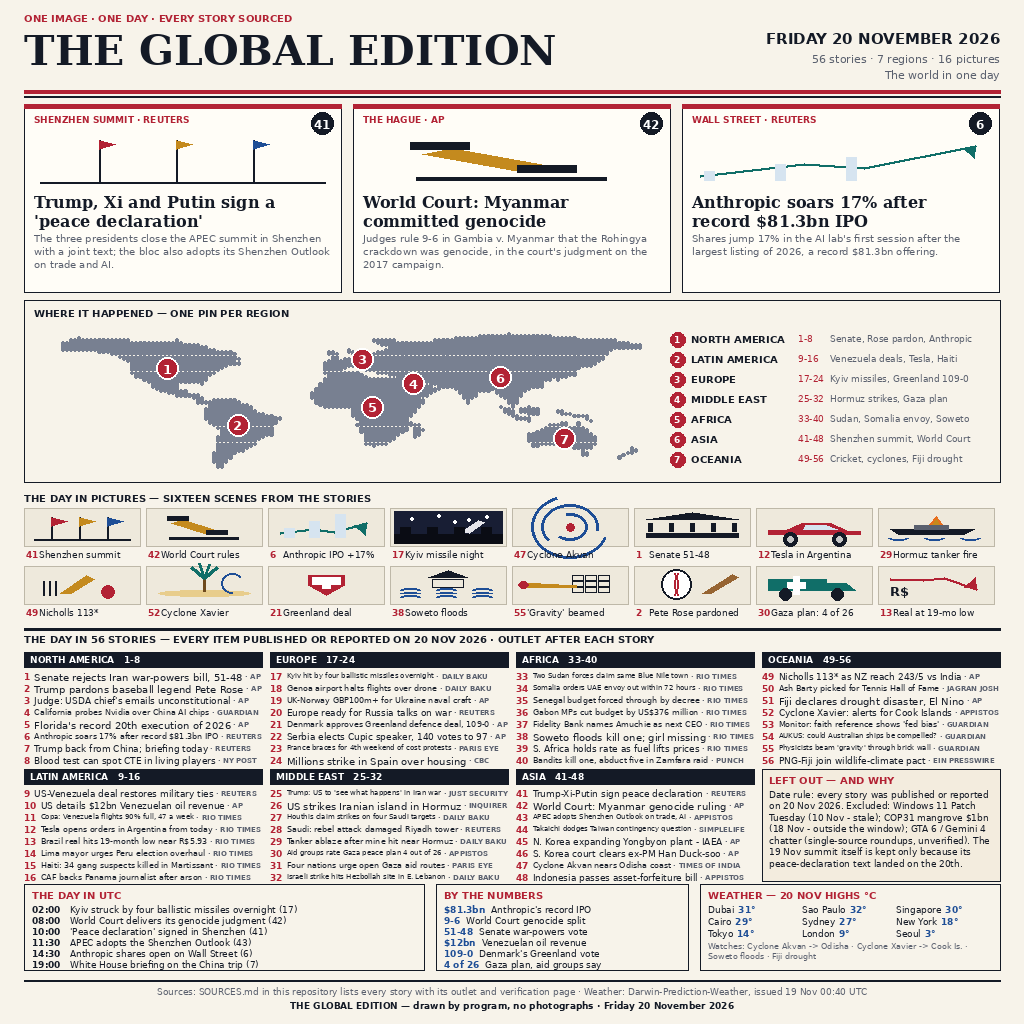 ONE IMAGE · ONE DAY · EVERY STORY SOURCED
THE GLOBAL EDITION
FRIDAY 20 NOVEMBER 2026
56 stories · 7 regions · 16 pictures
The world in one day
SHENZHEN SUMMIT · REUTERS
41
Trump, Xi and Putin sign a
'peace declaration'
The three presidents close the APEC summit in Shenzhen
with a joint text; the bloc also adopts its Shenzhen Outlook
on trade and AI.
THE HAGUE · AP
42
World Court: Myanmar
committed genocide
Judges rule 9-6 in Gambia v. Myanmar that the Rohingya
crackdown was genocide, in the court's judgment on the
2017 campaign.
WALL STREET · REUTERS
6
Anthropic soars 17% after
record $81.3bn IPO
Shares jump 17% in the AI lab's first session after the
largest listing of 2026, a record $81.3bn offering.
WHERE IT HAPPENED — ONE PIN PER REGION
1
2
3
4
5
6
7
1 NORTH AMERICA 1-8 Senate, Rose pardon, Anthropic
2 LATIN AMERICA 9-16 Venezuela deals, Tesla, Haiti
3 EUROPE 17-24 Kyiv missiles, Greenland 109-0
4 MIDDLE EAST 25-32 Hormuz strikes, Gaza plan
5 AFRICA 33-40 Sudan, Somalia envoy, Soweto
6 ASIA 41-48 Shenzhen summit, World Court
7 OCEANIA 49-56 Cricket, cyclones, Fiji drought
THE DAY IN PICTURES — SIXTEEN SCENES FROM THE STORIES
41 Shenzhen summit
42 World Court rules
6 Anthropic IPO +17%
17 Kyiv missile night
47 Cyclone Akvan
1 Senate 51-48
12 Tesla in Argentina
29 Hormuz tanker fire
49 Nicholls 113*
52 Cyclone Xavier
21 Greenland deal
38 Soweto floods
55 'Gravity' beamed
2 Pete Rose pardoned
30 Gaza plan: 4 of 26
R$
13 Real at 19-mo low
THE DAY IN 56 STORIES — EVERY ITEM PUBLISHED OR REPORTED ON 20 NOV 2026 · OUTLET AFTER EACH STORY
NORTH AMERICA 1-8
1 Senate rejects Iran war-powers bill, 51-48 · AP
2 Trump pardons baseball legend Pete Rose · AP
3 Judge: USDA chief's emails unconstitutional · AP
4 California probes Nvidia over China AI chips · GUARDIAN
5 Florida's record 20th execution of 2026 · AP
6 Anthropic soars 17% after record $81.3bn IPO · REUTERS
7 Trump back from China; briefing today · REUTERS
8 Blood test can spot CTE in living players · NY POST
EUROPE 17-24
17 Kyiv hit by four ballistic missiles overnight · DAILY BAKU
18 Genoa airport halts flights over drone · DAILY BAKU
19 UK-Norway GBP100m+ for Ukraine naval craft · AP
20 Europe ready for Russia talks on war · REUTERS
21 Denmark approves Greenland defence deal, 109-0 · AP
22 Serbia elects Cupic speaker, 140 votes to 97 · AP
23 France braces for 4th weekend of cost protests · PARIS EYE
24 Millions strike in Spain over housing · CBC
AFRICA 33-40
33 Two Sudan forces claim same Blue Nile town · RIO TIMES
34 Somalia orders UAE envoy out within 72 hours · RIO TIMES
35 Senegal budget forced through by decree · RIO TIMES
36 Gabon MPs cut budget by US$376 million · RIO TIMES
37 Fidelity Bank names Amuchie as next CEO · RIO TIMES
38 Soweto floods kill one; girl missing · RIO TIMES
39 S. Africa holds rate as fuel lifts prices · RIO TIMES
40 Bandits kill one, abduct five in Zamfara raid · PUNCH
OCEANIA 49-56
49 Nicholls 113* as NZ reach 243/5 vs India · AP
50 Ash Barty picked for Tennis Hall of Fame · JAGRAN JOSH
51 Fiji declares drought disaster, El Nino · AP
52 Cyclone Xavier: alerts for Cook Islands · APPISTOS
53 Monitor: faith reference shows 'fed bias' · GUARDIAN
54 AUKUS: could Australian ships be compelled? · GUARDIAN
55 Physicists beam 'gravity' through brick wall · GUARDIAN
56 PNG-Fiji join wildlife-climate pact · EIN PRESSWIRE
LATIN AMERICA 9-16
9 US-Venezuela deal restores military ties · REUTERS
10 US details $12bn Venezuelan oil revenue · AP
11 Copa: Venezuela flights 90% full, 47 a week · RIO TIMES
12 Tesla opens orders in Argentina from today · RIO TIMES
13 Brazil real hits 19-month low near R$5.93 · RIO TIMES
14 Lima mayor urges Peru election overhaul · RIO TIMES
15 Haiti: 34 gang suspects killed in Martissant · RIO TIMES
16 CAF backs Panama journalist after arson · RIO TIMES
MIDDLE EAST 25-32
25 Trump: US to 'see what happens' in Iran war · JUST SECURITY
26 US strikes Iranian island in Hormuz · INQUIRER
27 Houthis claim strikes on four Saudi targets · DAILY BAKU
28 Saudi: rebel attack damaged Riyadh tower · REUTERS
29 Tanker ablaze after mine hit near Hormuz · DAILY BAKU
30 Aid groups rate Gaza peace plan 4 out of 26 · APPISTOS
31 Four nations urge open Gaza aid routes · PARIS EYE
32 Israeli strike hits Hezbollah site in E. Lebanon · DAILY BAKU
ASIA 41-48
41 Trump-Xi-Putin sign peace declaration · REUTERS
42 World Court: Myanmar genocide ruling · AP
43 APEC adopts Shenzhen Outlook on trade, AI · APPISTOS
44 Takaichi dodges Taiwan contingency question · SIMPLELIFE
45 N. Korea expanding Yongbyon plant - IAEA · AP
46 S. Korea court clears ex-PM Han Duck-soo · AP
47 Cyclone Akvan nears Odisha coast · TIMES OF INDIA
48 Indonesia passes asset-forfeiture bill · APPISTOS
LEFT OUT — AND WHY
Date rule: every story was published or reported
on 20 Nov 2026. Excluded: Windows 11 Patch
Tuesday (10 Nov - stale); COP31 mangrove $1bn
(18 Nov - outside the window); GTA 6 / Gemini 4
chatter (single-source roundups, unverified). The
19 Nov summit itself is kept only because its
peace-declaration text landed on the 20th.
THE DAY IN UTC
02:00 Kyiv struck by four ballistic missiles overnight (17)
08:00 World Court delivers its genocide judgment (42)
10:00 'Peace declaration' signed in Shenzhen (41)
11:30 APEC adopts the Shenzhen Outlook (43)
14:30 Anthropic shares open on Wall Street (6)
19:00 White House briefing on the China trip (7)
BY THE NUMBERS
$81.3bn Anthropic's record IPO
9-6 World Court genocide split
51-48 Senate war-powers vote
$12bn Venezuelan oil revenue
109-0 Denmark's Greenland vote
4 of 26 Gaza plan, aid groups say
WEATHER — 20 NOV HIGHS °C
Dubai 31° Sao Paulo 32° Singapore 30°
Cairo 29° Sydney 27° New York 18°
Tokyo 14° London 9° Seoul 3°
Watches: Cyclone Akvan -> Odisha · Cyclone Xavier -> Cook Is. ·
Soweto floods · Fiji drought
Sources: SOURCES.md in this repository lists every story with its outlet and verification page · Weather: Darwin-Prediction-Weather, issued 19 Nov 00:40 UTC
THE GLOBAL EDITION — drawn by program, no photographs · Friday 20 November 2026